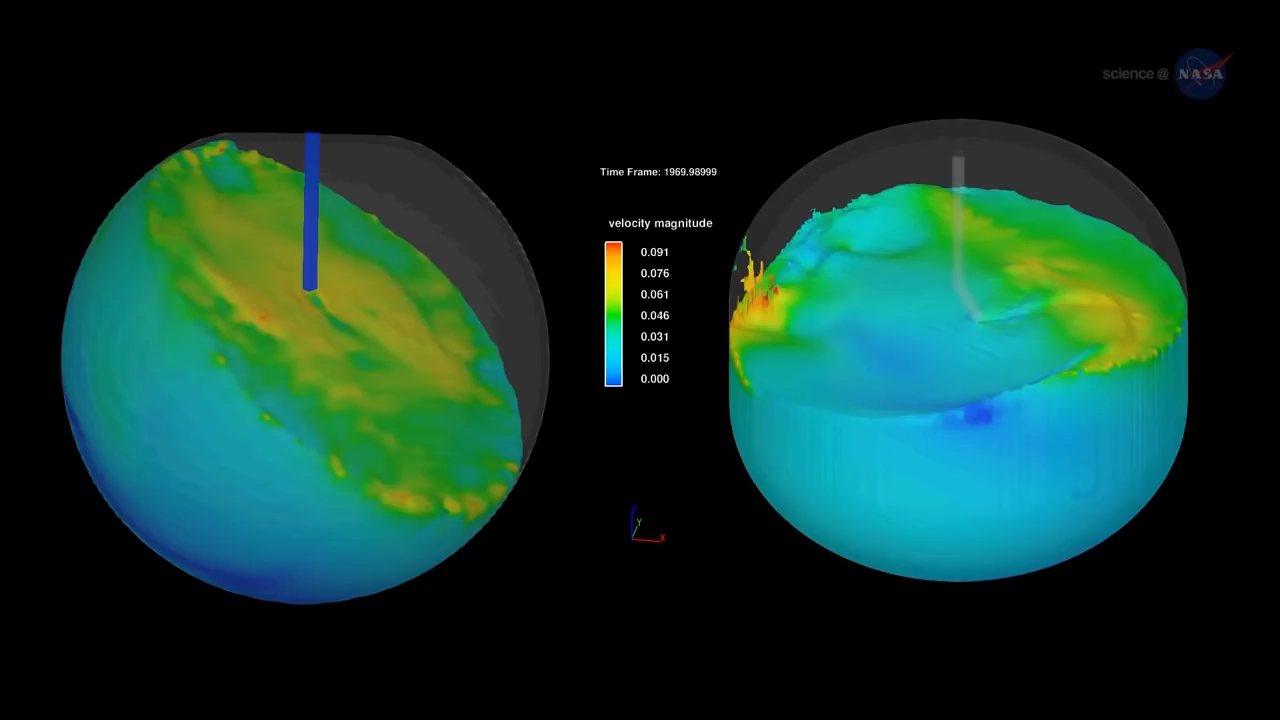 science @ NASA
Time Frame: 1969.98999
velocity magnitude
0.091
0.076
0.061
0.046
0.031
0.015
0.000
Y
X